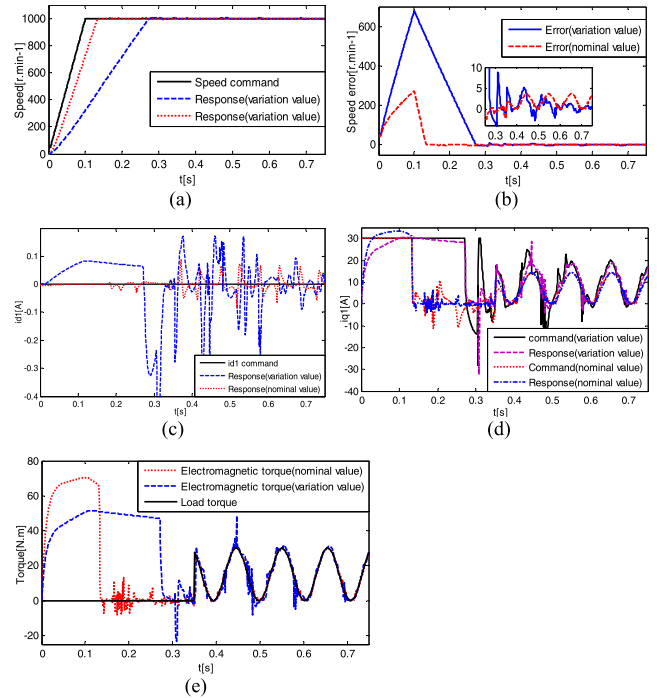 1000
800
600
400
200
0
Speed[r.min-1]
Speed command
Response(variation value)
Response(variation value)
0 0.1 0.2 0.3 0.4 0.5 0.6 0.7
t[s]
(a)
600
400
200
0
Speed error[r.min-1]
Error(variation value)
Error(nominal value)
10
5
0
0.3 0.4 0.5 0.6 0.7
0 0.1 0.2 0.3 0.4 0.5 0.6 0.7
t[s]
(b)
0.1
0
-0.1
-0.2
-0.3
-0.4
id1[A]
id1 command
Response(variation value)
Response(nominal value)
0 0.1 0.2 0.3 0.4 0.5 0.6 0.7
t[s]
(c)
30
20
10
0
-10
-20
-30
-40
iq1[A]
command(variation value)
Response(variation value)
Command(nominal value)
Response(nominal value)
0 0.1 0.2 0.3 0.4 0.5 0.6 0.7
t[s]
(d)
80
60
40
20
0
-20
Torque[N.m]
Electromagnetic torque(nominal value)
Electromagnetic torque(variation value)
Load torque
0 0.1 0.2 0.3 0.4 0.5 0.6 0.7
t[s]
(e)